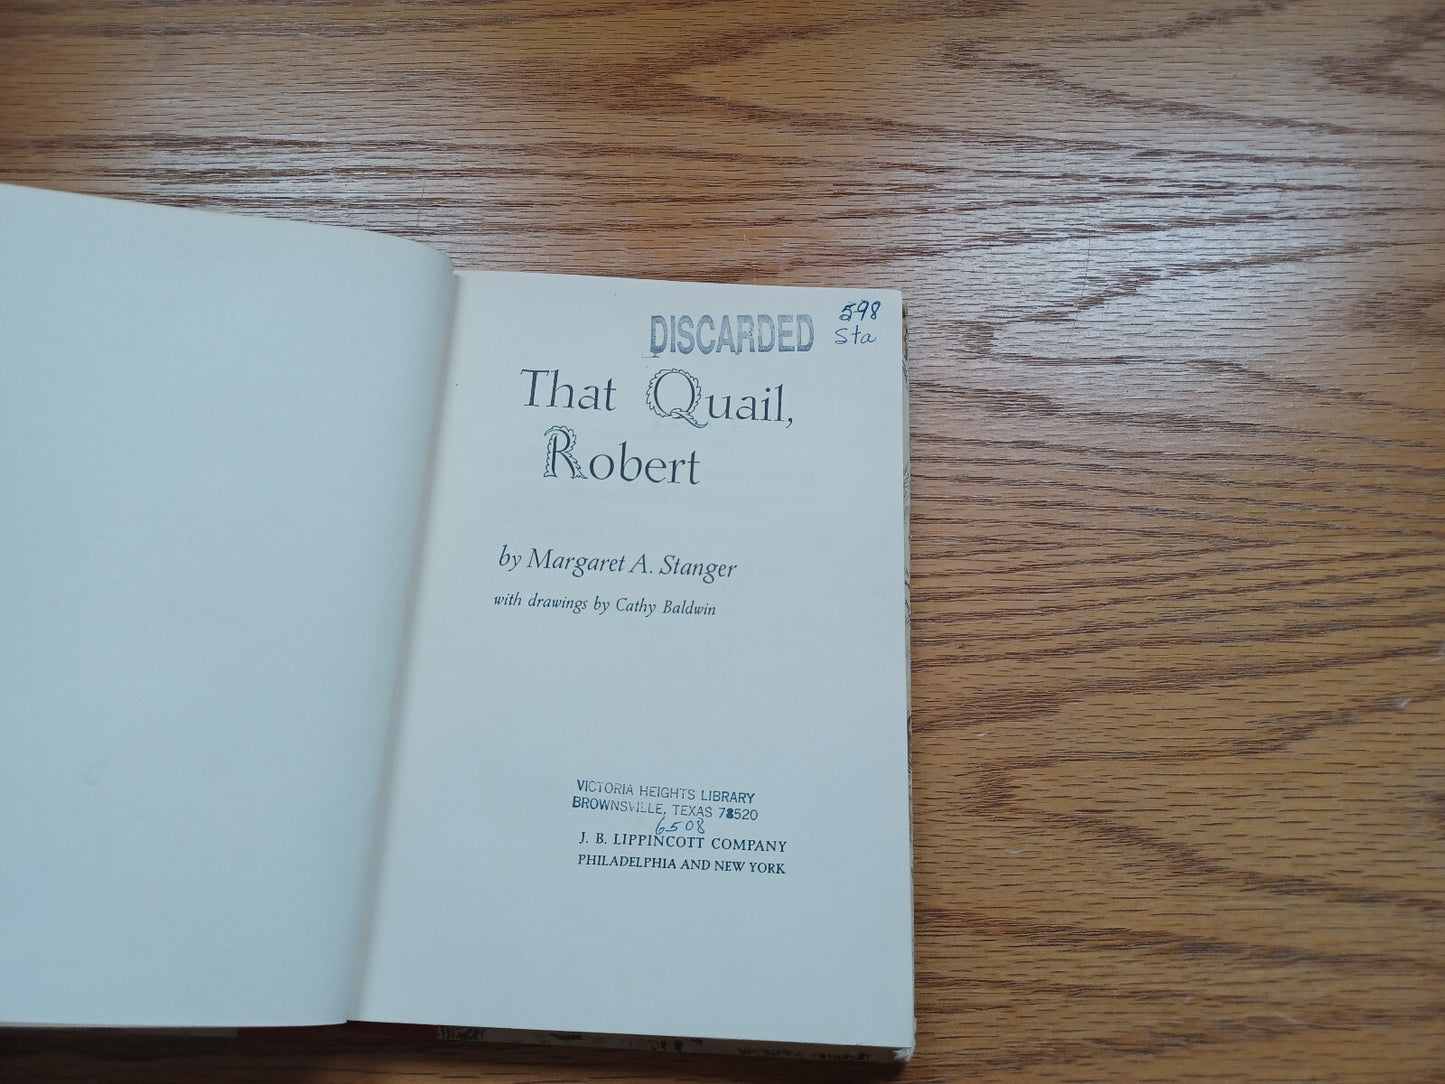 DISCARDED
598
Sta
That Quail,
Robert
by Margaret A. Stanger
with drawings by Cathy Baldwin
VICTORIA HEIGHTS LIBRARY
BROWNSVILLE, TEXAS 78520
6508
J. B. LIPPINCOTT COMPANY
PHILADELPHIA AND NEW YORK